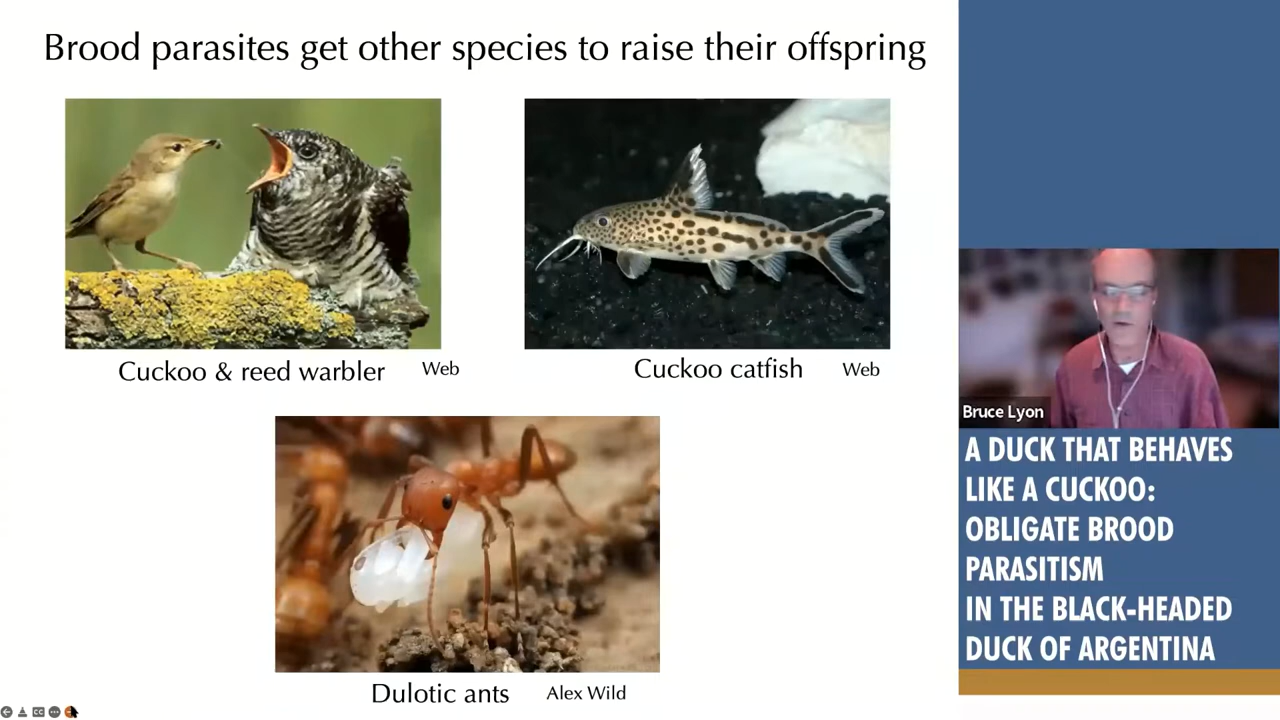 Brood parasites get other species to raise their offspring
Cuckoo & reed warbler
Web
Cuckoo catfish
Web
Dulotic ants
Alex Wild
Bruce Lyon
A DUCK THAT BEHAVES
LIKE A CUCKOO:
OBLIGATE BROOD
PARASITISM
IN THE BLACK-HEADED
DUCK OF ARGENTINA
CC